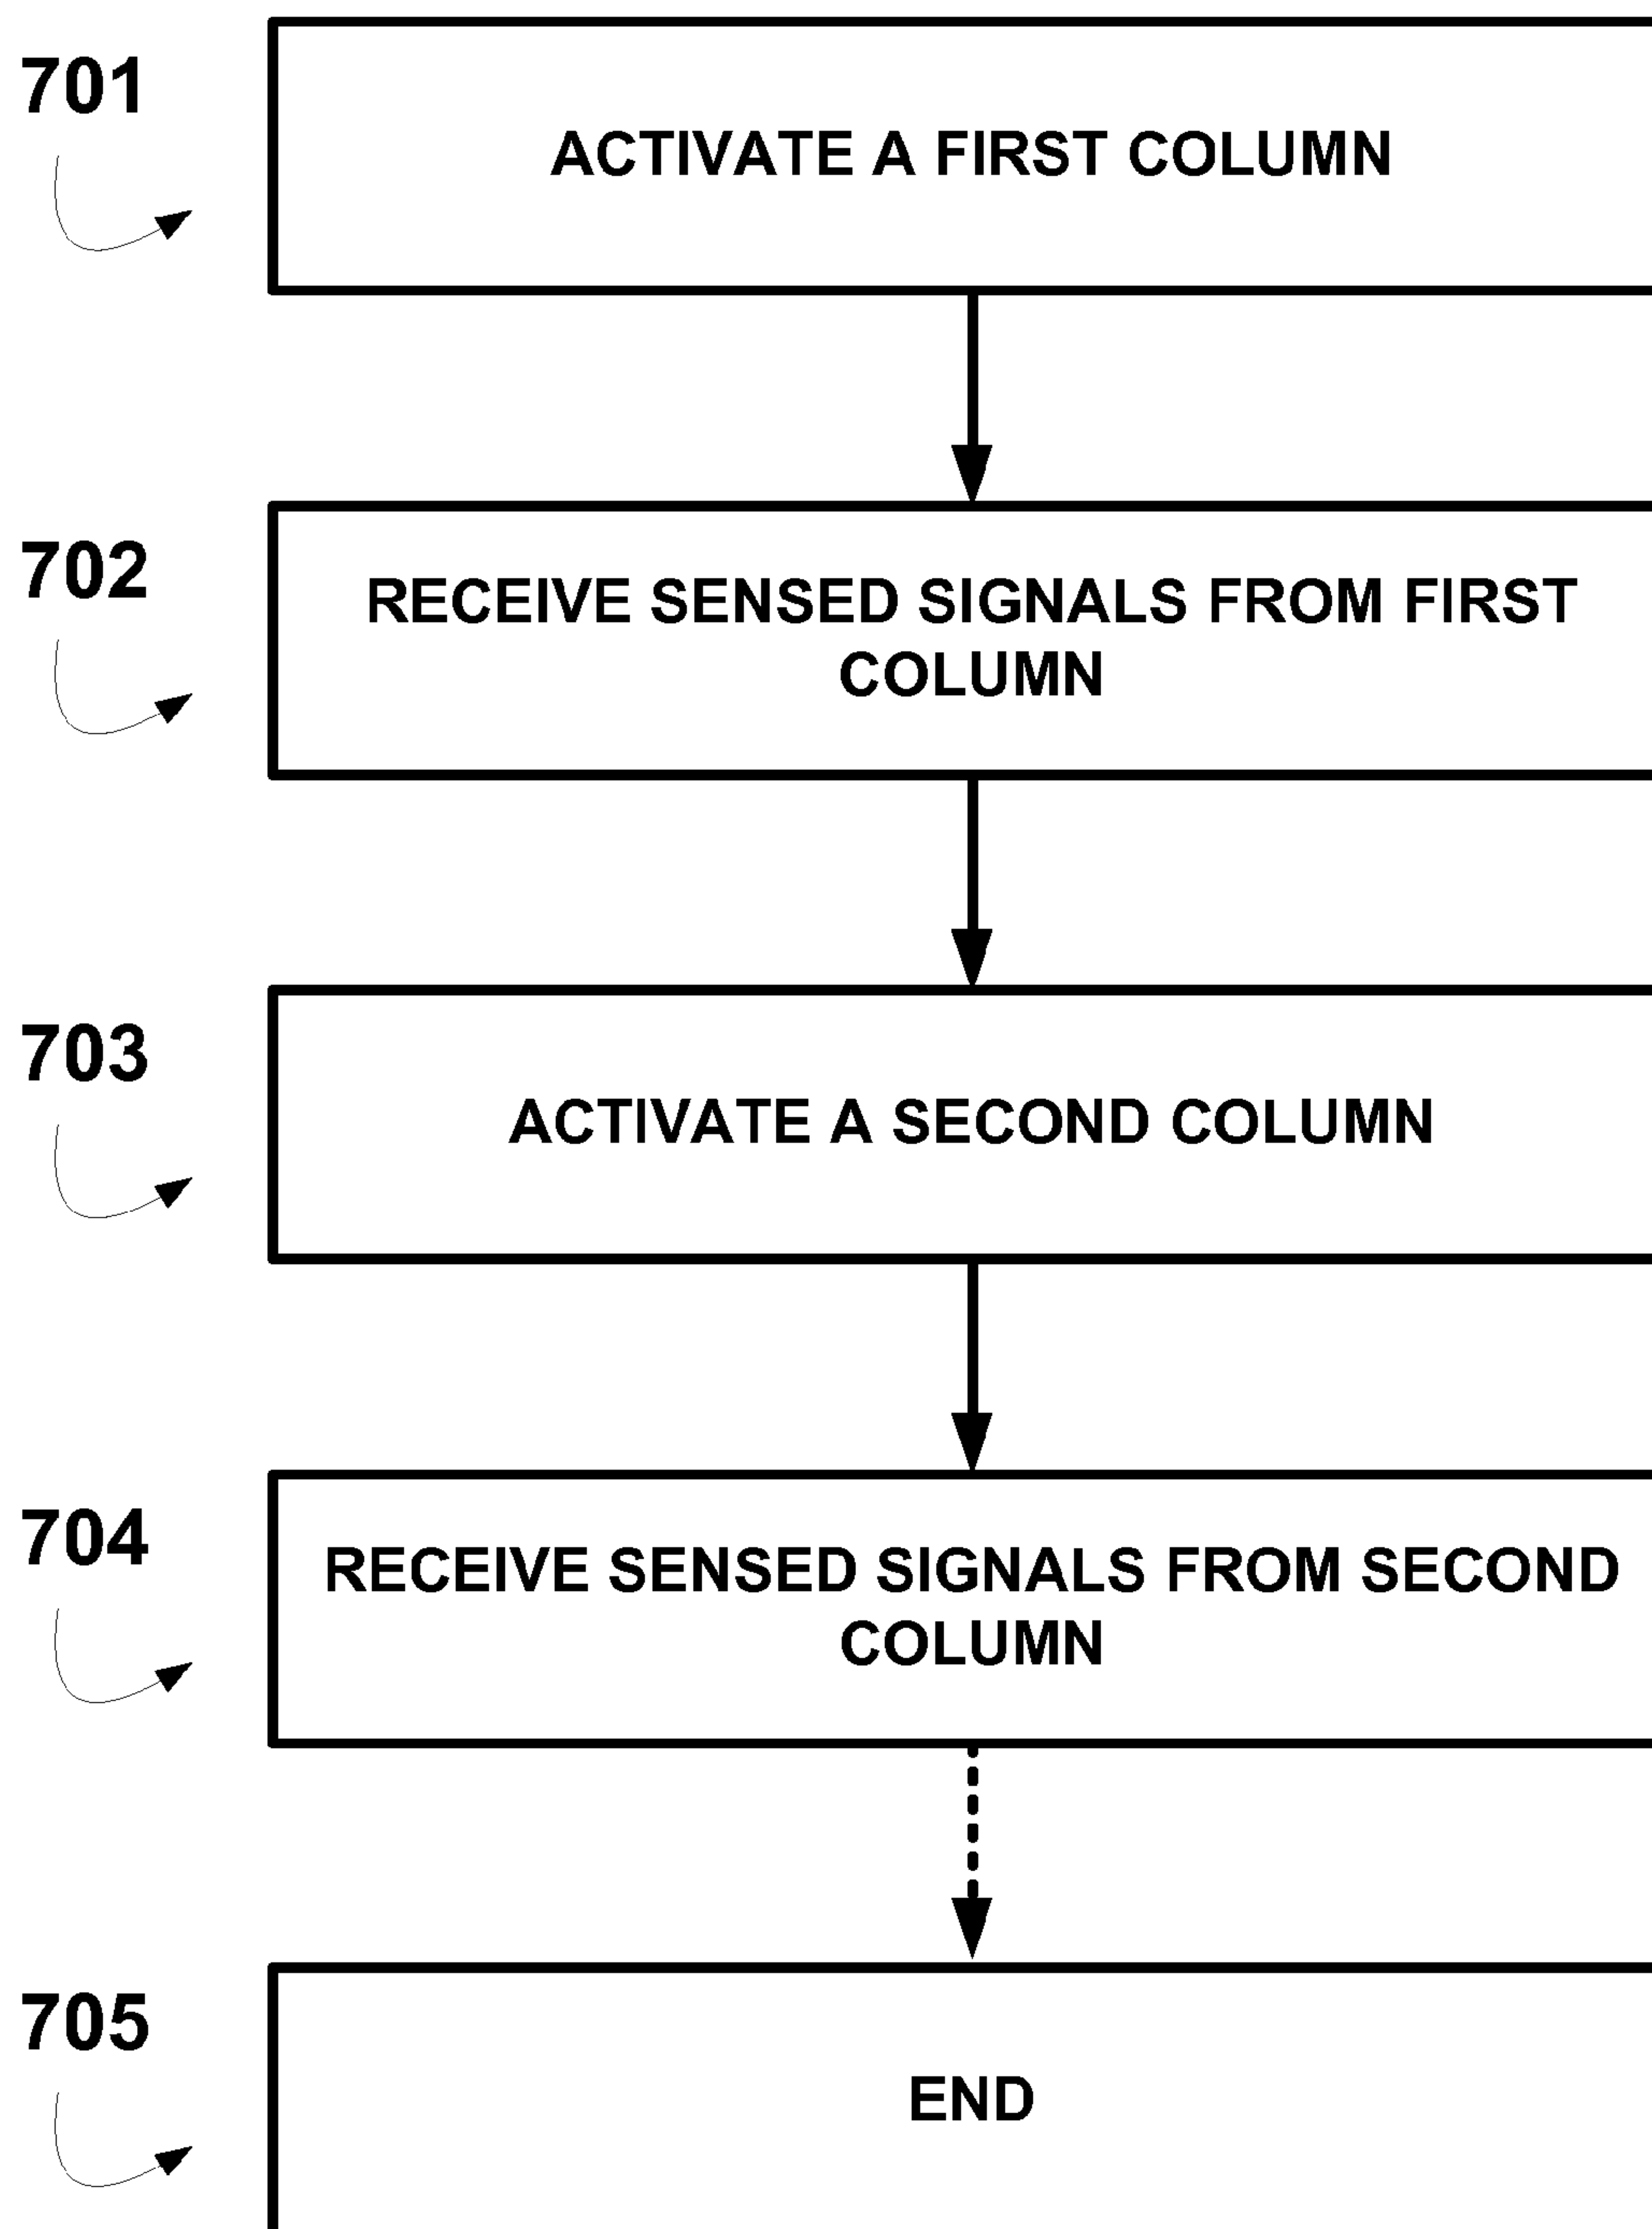 701
ACTIVATE A FIRST COLUMN
702
RECEIVE SENSED SIGNALS FROM FIRST
COLUMN
703
ACTIVATE A SECOND COLUMN
704
RECEIVE SENSED SIGNALS FROM SECOND
COLUMN
705
END